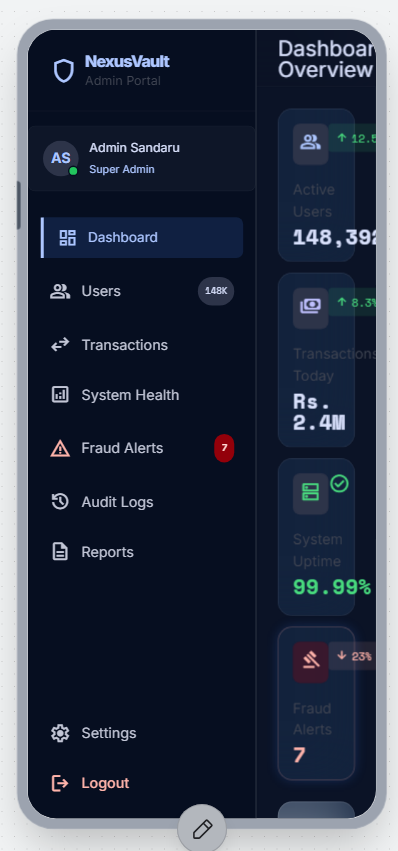 NexusVault
Admin Portal
AS
Admin Sandaru
Super Admin
Dashboard
Users
148K
Transactions
System Health
Fraud Alerts
7
Audit Logs
Reports
Settings
Logout
Dashboar
Overview
↑ 12.5
Active
Users
148,392
↑ 8.3%
Transactions
Today
Rs.
2.4M
System
Uptime
99.99%
↓ 23%
Fraud
Alerts
7